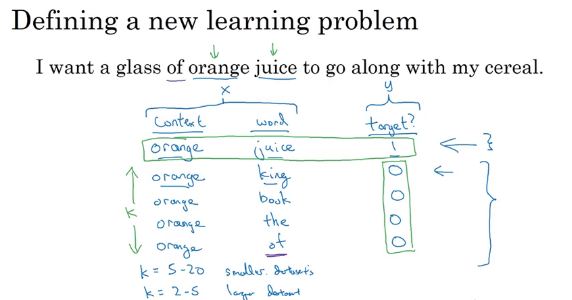 Defining a new learning problem
I want a glass of orange juice to go along with my cereal.
x y
Context word target?
orange juice 1
orange king 0
orange book 0
orange the 0
orange of 0
k
k = 5-20 smaller datasets
k = 2-5 larger dataset